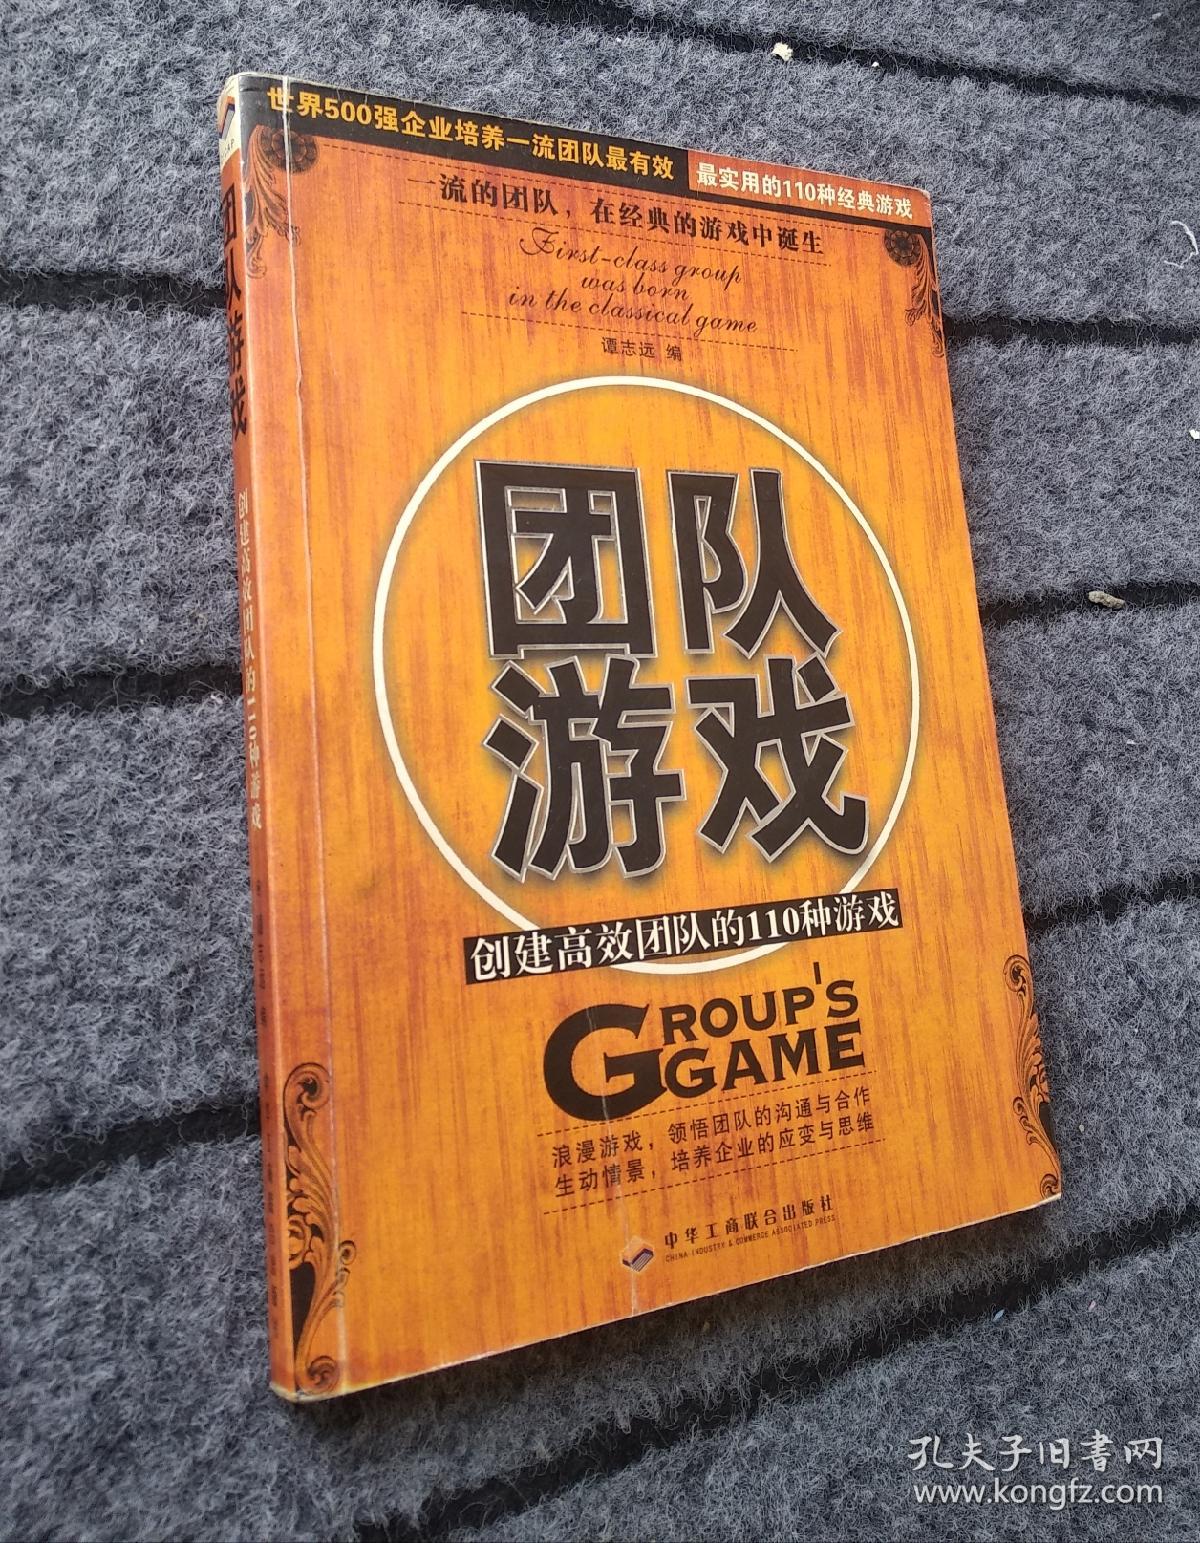 世界500强企业培养一流团队最有效
最实用的110种经典游戏
一流的团队，在经典的游戏中诞生
First-class group
was born
in the classical game
谭志远 编
团队
游戏
创建高效团队的110种游戏
GROUP'S
GAME
浪漫游戏，领悟团队的沟通与合作
生动情景，培养企业的应变与思维
中华工商联合出版社
CHINA INDUSTRY & COMMERCE ASSOCIATED PRESS
团队游戏
创建高效团队的一一〇种游戏
孔夫子旧書网
www.kongfz.com